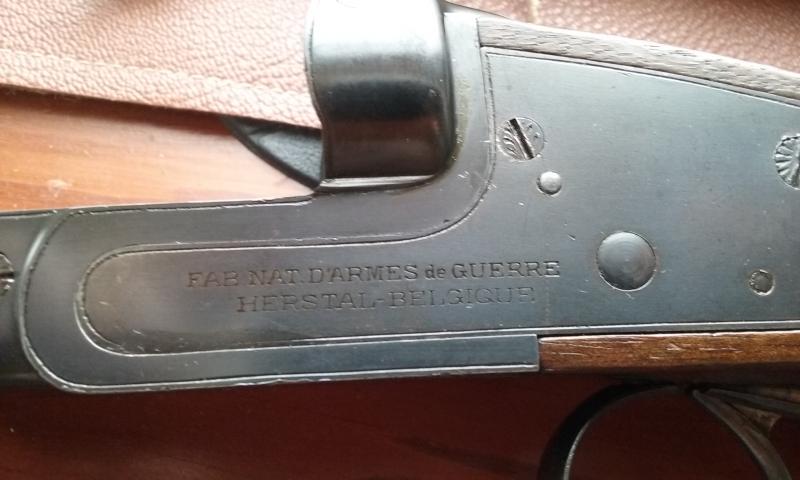 FAB. NAT. D'ARMES de GUERRE
HERSTAL-BELGIQUE